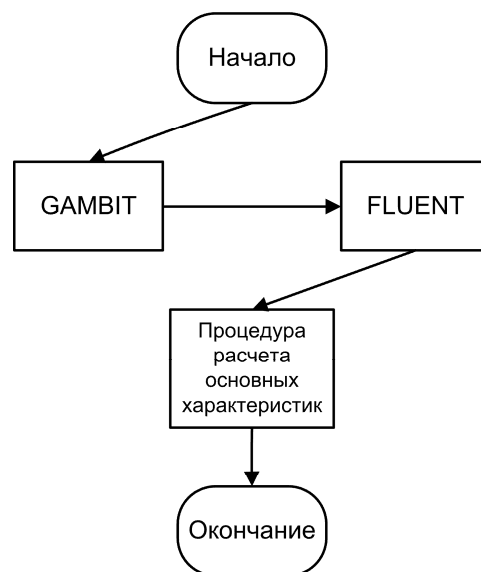 Начало
GAMBIT
FLUENT
Процедура
расчета
основных
характеристик
Окончание